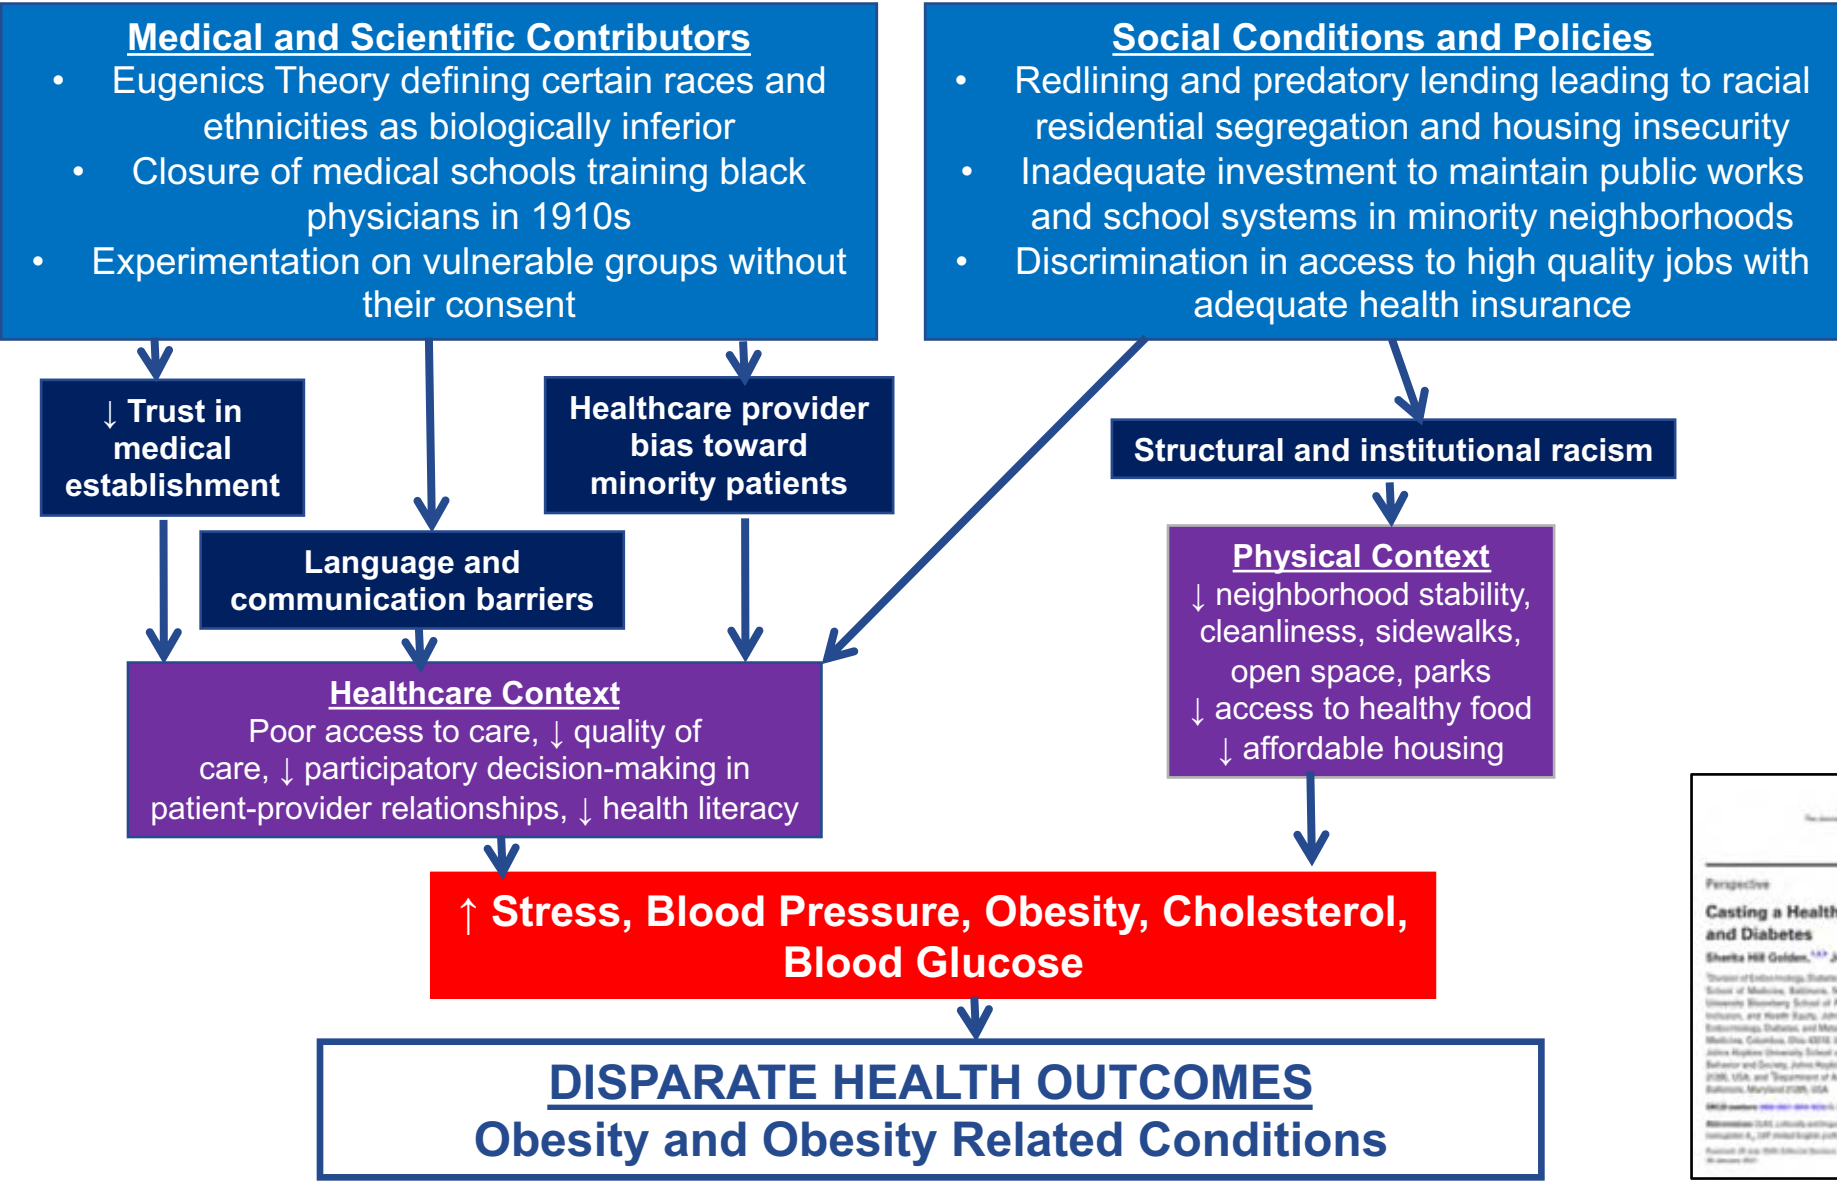 Medical and Scientific Contributors
• Eugenics Theory defining certain races and
ethnicities as biologically inferior
• Closure of medical schools training black
physicians in 1910s
• Experimentation on vulnerable groups without
their consent
Social Conditions and Policies
• Redlining and predatory lending leading to racial
residential segregation and housing insecurity
• Inadequate investment to maintain public works
and school systems in minority neighborhoods
• Discrimination in access to high quality jobs with
adequate health insurance
↓ Trust in
medical
establishment
Healthcare provider
bias toward
minority patients
Structural and institutional racism
Language and
communication barriers
Physical Context
↓ neighborhood stability,
cleanliness, sidewalks,
open space, parks
↓ access to healthy food
↓ affordable housing
Healthcare Context
Poor access to care, ↓ quality of
care, ↓ participatory decision-making in
patient-provider relationships, ↓ health literacy
↑ Stress, Blood Pressure, Obesity, Cholesterol,
Blood Glucose
DISPARATE HEALTH OUTCOMES
Obesity and Obesity Related Conditions
Perspective
Casting a Health
and Diabetes
Sherita Hill Golden,